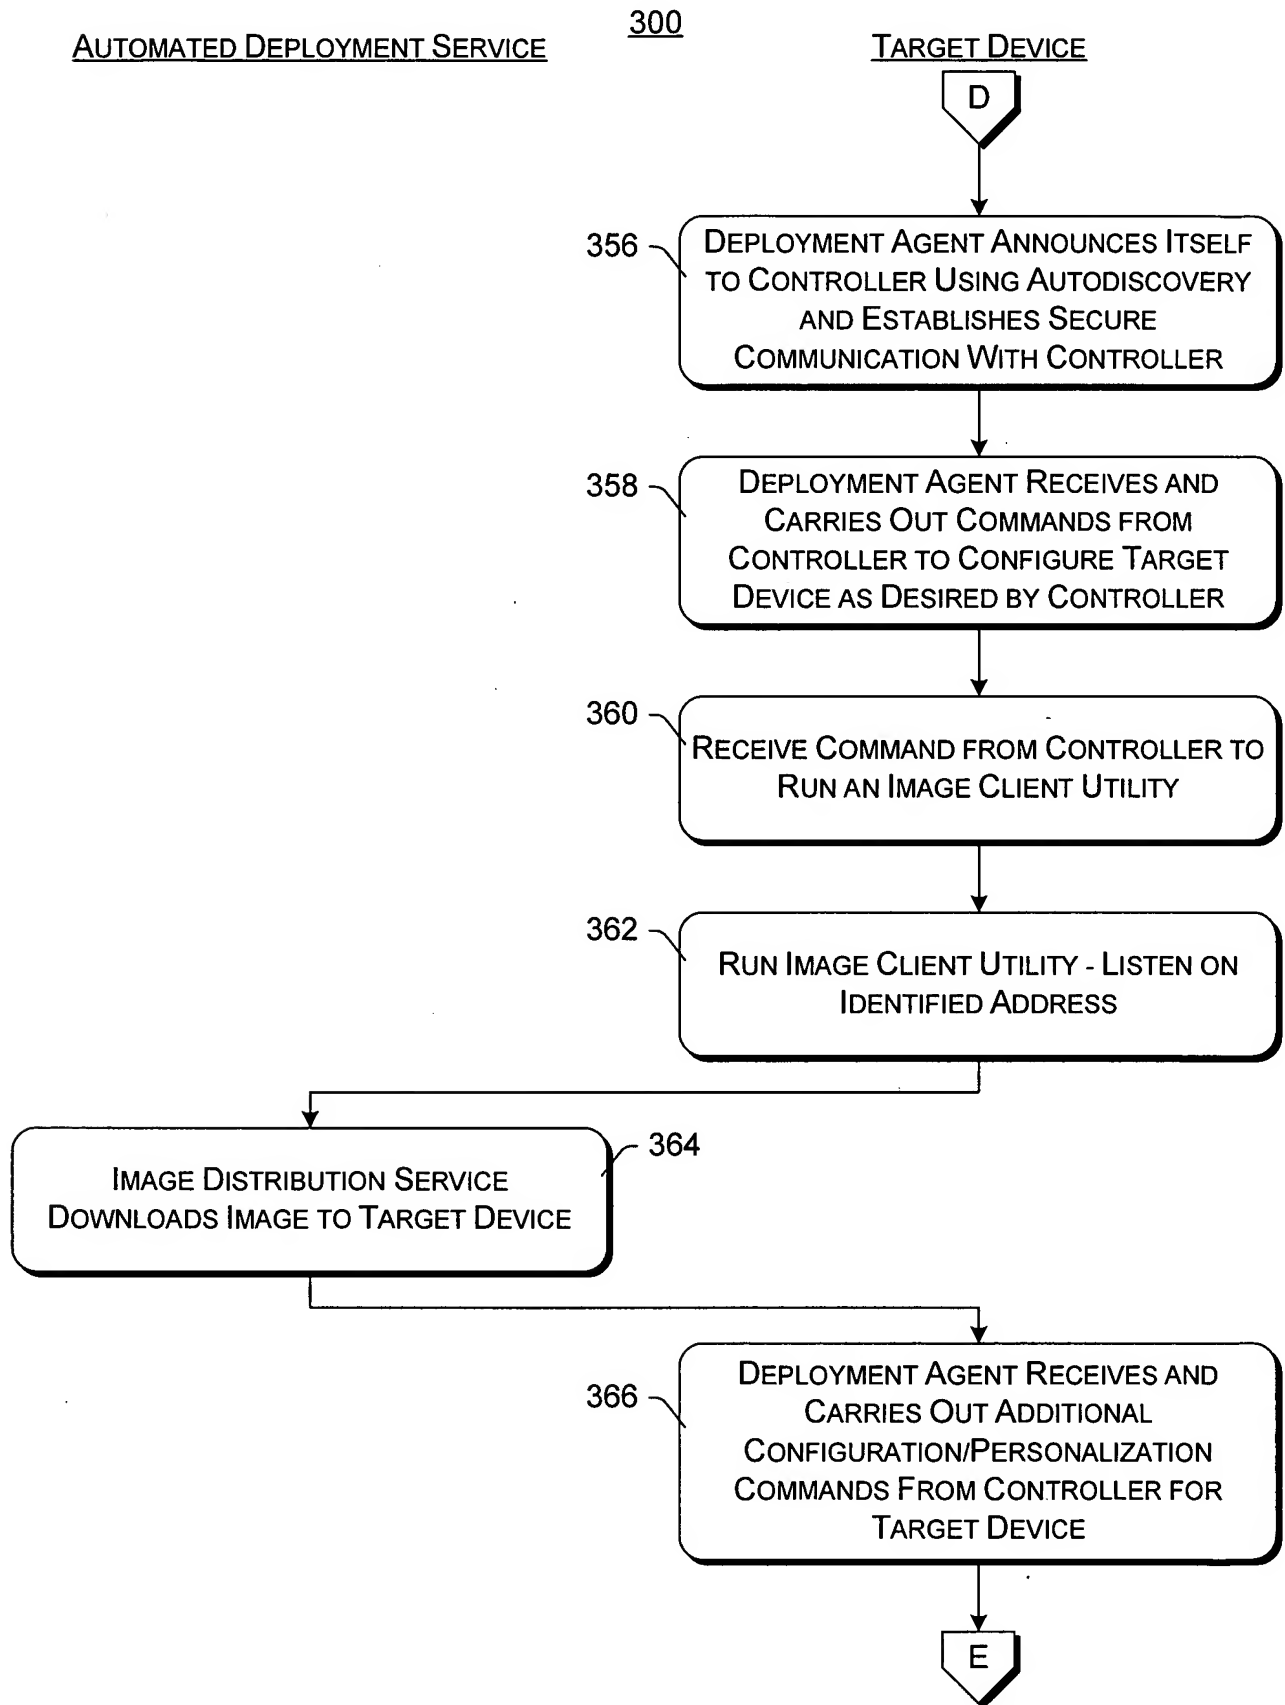 300
AUTOMATED DEPLOYMENT SERVICE
TARGET DEVICE
D
356
DEPLOYMENT AGENT ANNOUNCES ITSELF
TO CONTROLLER USING AUTODISCOVERY
AND ESTABLISHES SECURE
COMMUNICATION WITH CONTROLLER
358
DEPLOYMENT AGENT RECEIVES AND
CARRIES OUT COMMANDS FROM
CONTROLLER TO CONFIGURE TARGET
DEVICE AS DESIRED BY CONTROLLER
360
RECEIVE COMMAND FROM CONTROLLER TO
RUN AN IMAGE CLIENT UTILITY
362
RUN IMAGE CLIENT UTILITY - LISTEN ON
IDENTIFIED ADDRESS
364
IMAGE DISTRIBUTION SERVICE
DOWNLOADS IMAGE TO TARGET DEVICE
366
DEPLOYMENT AGENT RECEIVES AND
CARRIES OUT ADDITIONAL
CONFIGURATION/PERSONALIZATION
COMMANDS FROM CONTROLLER FOR
TARGET DEVICE
E